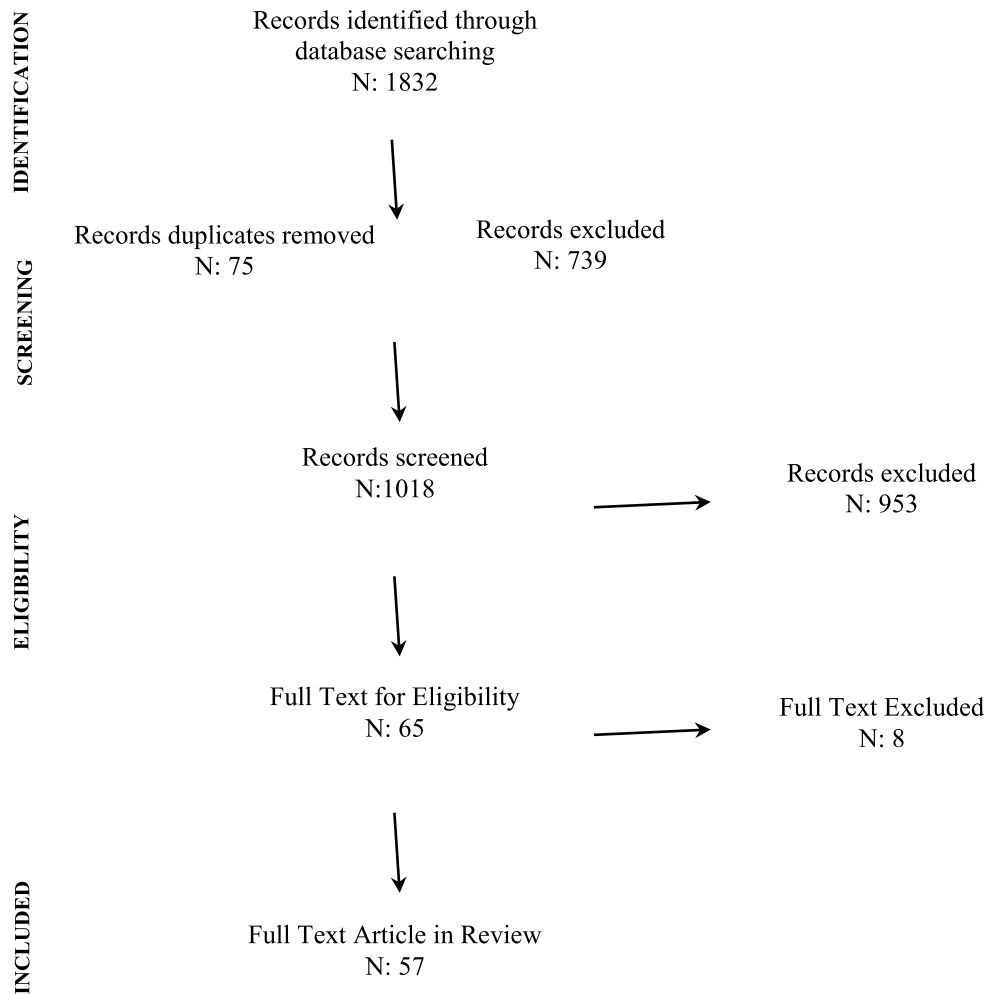 IDENTIFICATION
Records identified through
database searching
N: 1832
SCREENING
Records duplicates removed
N: 75
Records excluded
N: 739
Records screened
N:1018
Records excluded
N: 953
ELIGIBILITY
Full Text for Eligibility
N: 65
Full Text Excluded
N: 8
INCLUDED
Full Text Article in Review
N: 57